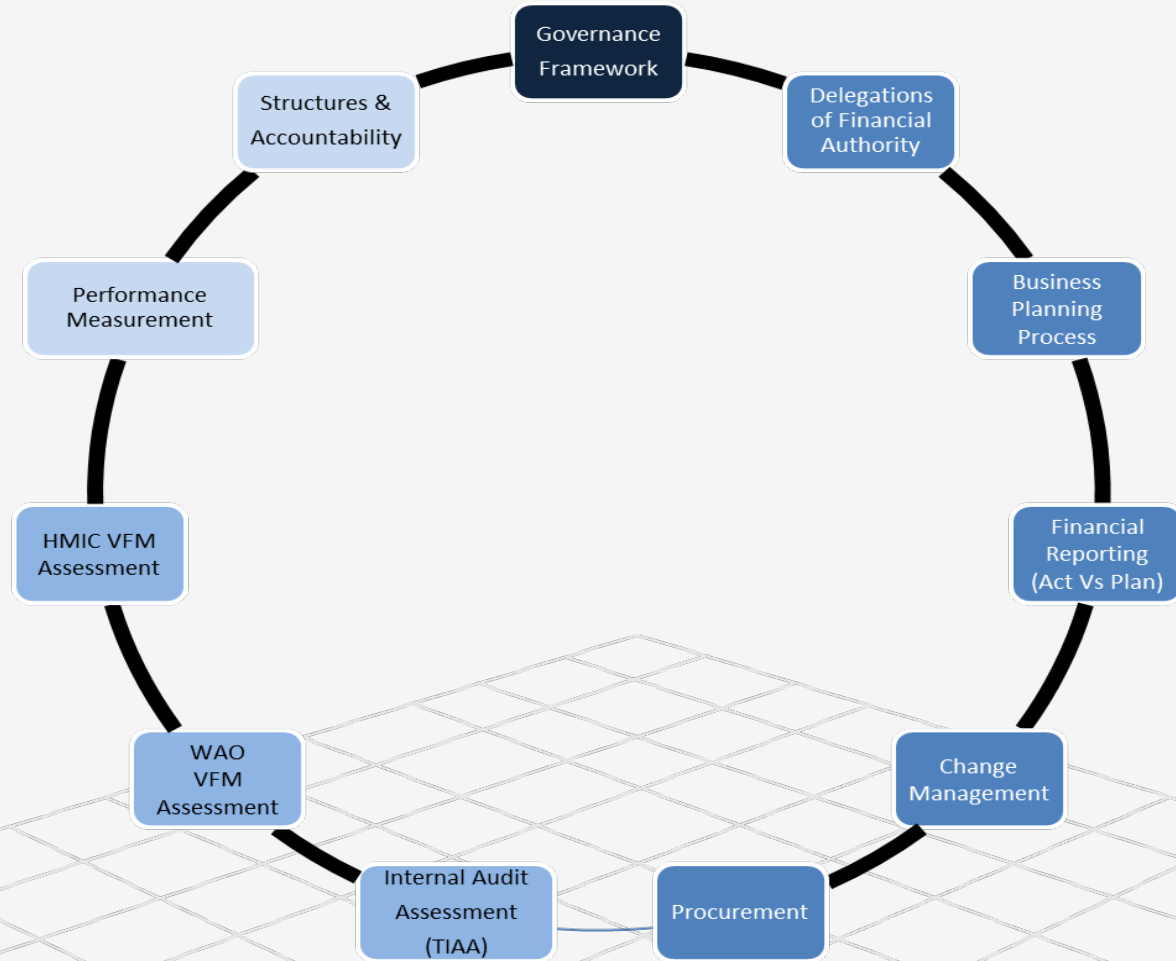 Governance
Framework
Delegations
of Financial
Authority
Business
Planning
Process
Financial
Reporting
(Act Vs Plan)
Change
Management
Procurement
Internal Audit
Assessment
(TIAA)
WAO
VFM
Assessment
HMIC VFM
Assessment
Performance
Measurement
Structures &
Accountability